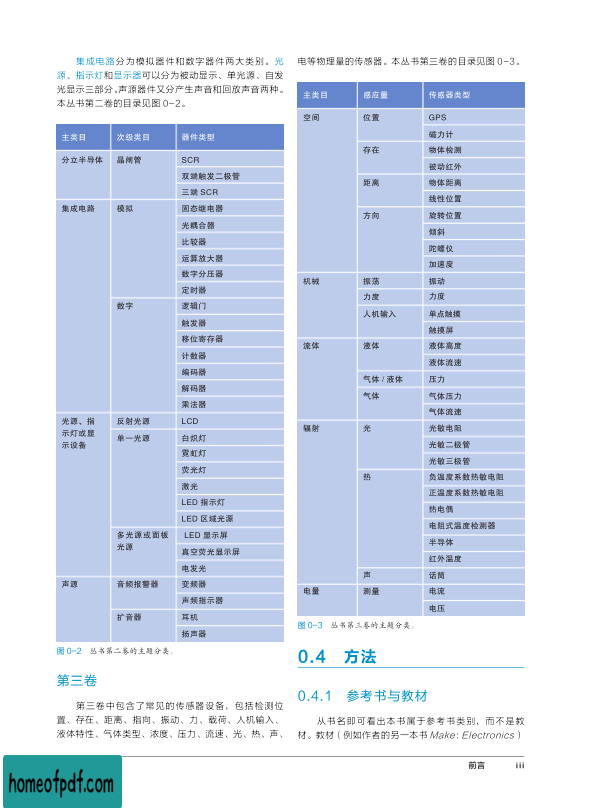 集成电路分为模拟器件和数字器件两大类别。光
源、指示灯和显示器可以分为被动显示、单光源、自发
光显示三部分。声源器件又分产生声音和回放声音两种。
本丛书第二卷的目录见图 0-2。
主类目 次级类目 器件类型
分立半导体 晶闸管 SCR
双端触发二极管
三端 SCR
集成电路 模拟 固态继电器
光耦合器
比较器
运算放大器
数字分压器
定时器
数字 逻辑门
触发器
移位寄存器
计数器
编码器
解码器
乘法器
光源、指 反射光源 LCD
示灯或显 单一光源 白炽灯
示设备 霓虹灯
荧光灯
激光
LED 指示灯
LED 区域光源
多光源或面板 LED 显示屏
光源 真空荧光显示屏
电发光
声源 音频报警器 变频器
声频指示器
扩音器 耳机
扬声器
图 0-2 丛书第二卷的主题分类。
第三卷
第三卷中包含了常见的传感器设备，包括检测位
置、存在、距离、指向、振动、力、载荷、人机输入、
液体特性、气体类型、浓度、压力、流速、光、热、声、
电等物理量的传感器。本丛书第三卷的目录见图 0-3。
主类目 感应量 传感器类型
空间 位置 GPS
磁力计
存在 物体检测
被动红外
距离 物体距离
线性位置
方向 旋转位置
倾斜
陀螺仪
加速度
机械 振荡 振动
力度 力度
人机输入 单点触摸
触摸屏
流体 液体 液体高度
液体流速
气体 / 液体 压力
气体 气体压力
气体流速
辐射 光 光敏电阻
光敏二极管
光敏三极管
热 负温度系数热敏电阻
正温度系数热敏电阻
热电偶
电阻式温度检测器
半导体
红外温度
声 话筒
电量 测量 电流
电压
图 0-3 丛书第三卷的主题分类。
0.4 方法
0.4.1 参考书与教材
从书名即可看出本书属于参考书类别，而不是教
材。教材（例如作者的另一本书 Make: Electronics）
前言 iii
homeofpdf.com